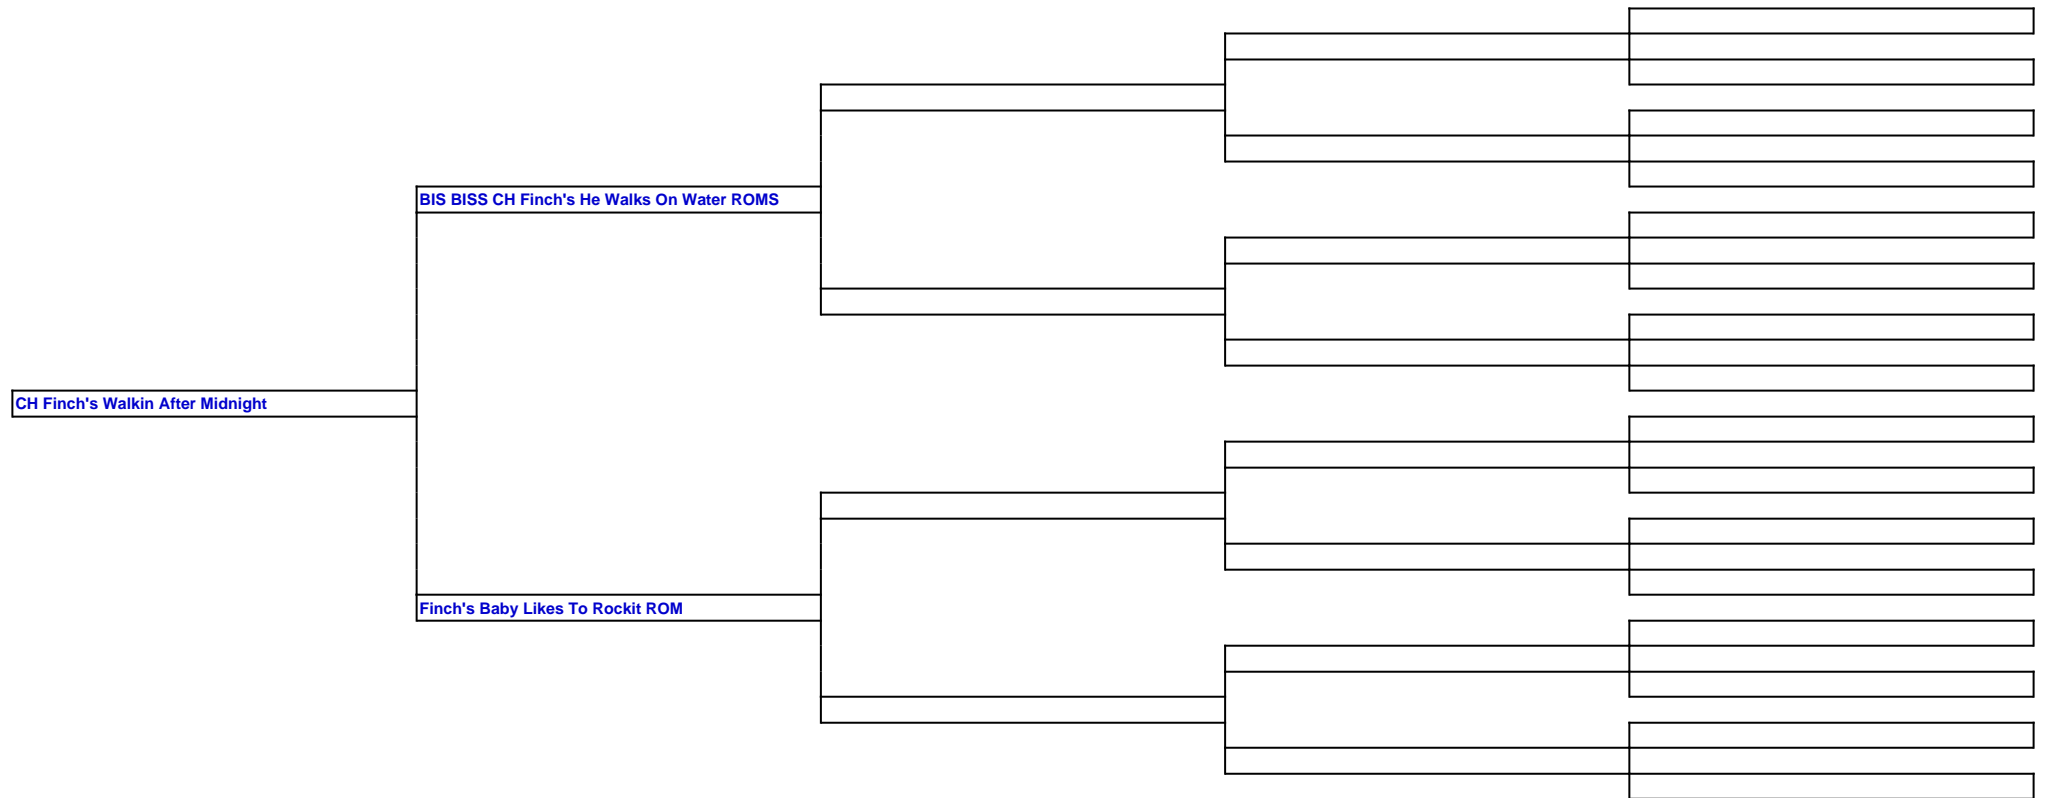 BIS BISS CH Finch's He Walks On Water ROMS
CH Finch's Walkin After Midnight
Finch's Baby Likes To Rockit ROM